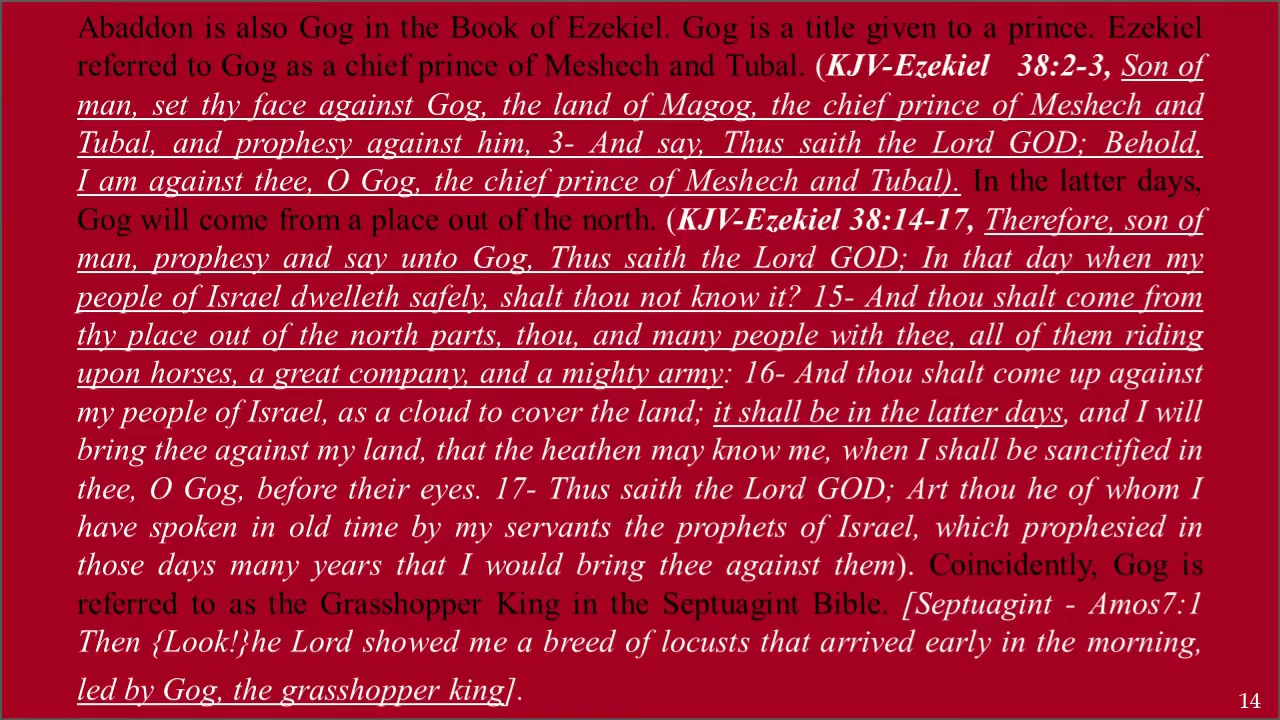 Abaddon is also Gog in the Book of Ezekiel. Gog is a title given to a prince. Ezekiel
referred to Gog as a chief prince of Meshech and Tubal. (KJV-Ezekiel 38:2-3, Son of
man, set thy face against Gog, the land of Magog, the chief prince of Meshech and
Tubal, and prophesy against him, 3- And say, Thus saith the Lord GOD; Behold,
I am against thee, O Gog, the chief prince of Meshech and Tubal). In the latter days,
Gog will come from a place out of the north. (KJV-Ezekiel 38:14-17, Therefore, son of
man, prophesy and say unto Gog, Thus saith the Lord GOD; In that day when my
people of Israel dwelleth safely, shalt thou not know it? 15- And thou shalt come from
thy place out of the north parts, thou, and many people with thee, all of them riding
upon horses, a great company, and a mighty army: 16- And thou shalt come up against
my people of Israel, as a cloud to cover the land; it shall be in the latter days, and I will
bring thee against my land, that the heathen may know me, when I shall be sanctified in
thee, O Gog, before their eyes. 17- Thus saith the Lord GOD; Art thou he of whom I
have spoken in old time by my servants the prophets of Israel, which prophesied in
those days many years that I would bring thee against them). Coincidently, Gog is
referred to as the Grasshopper King in the Septuagint Bible. [Septuagint - Amos7:1
Then {Look!}he Lord showed me a breed of locusts that arrived early in the morning,
led by Gog, the grasshopper king].
14